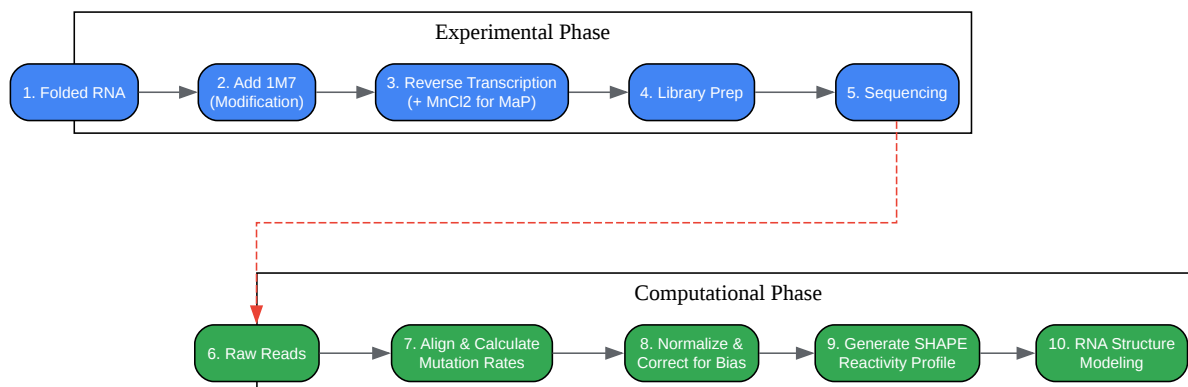 Experimental Phase
1. Folded RNA
2. Add 1M7
(Modification)
3. Reverse Transcription
(+ MnCl2 for MaP)
4. Library Prep
5. Sequencing
Computational Phase
6. Raw Reads
7. Align & Calculate
Mutation Rates
8. Normalize &
Correct for Bias
9. Generate SHAPE
Reactivity Profile
10. RNA Structure
Modeling